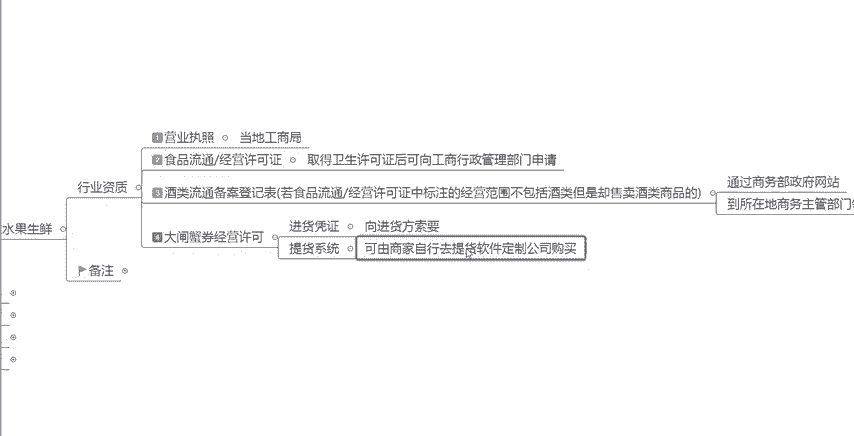 水果生鲜
行业资质
1 营业执照
当地工商局
2 食品流通/经营许可证
取得卫生许可证后可向工商行政管理部门申请
3 酒类流通备案登记表(若食品流通/经营许可证中标注的经营范围不包括酒类但是却售卖酒类商品的)
通过商务部政府网站
到所在地商务主管部门
4 大闸蟹券经营许可
进货凭证
向进货方索要
提货系统
可由商家自行去提货软件定制公司购买
备注